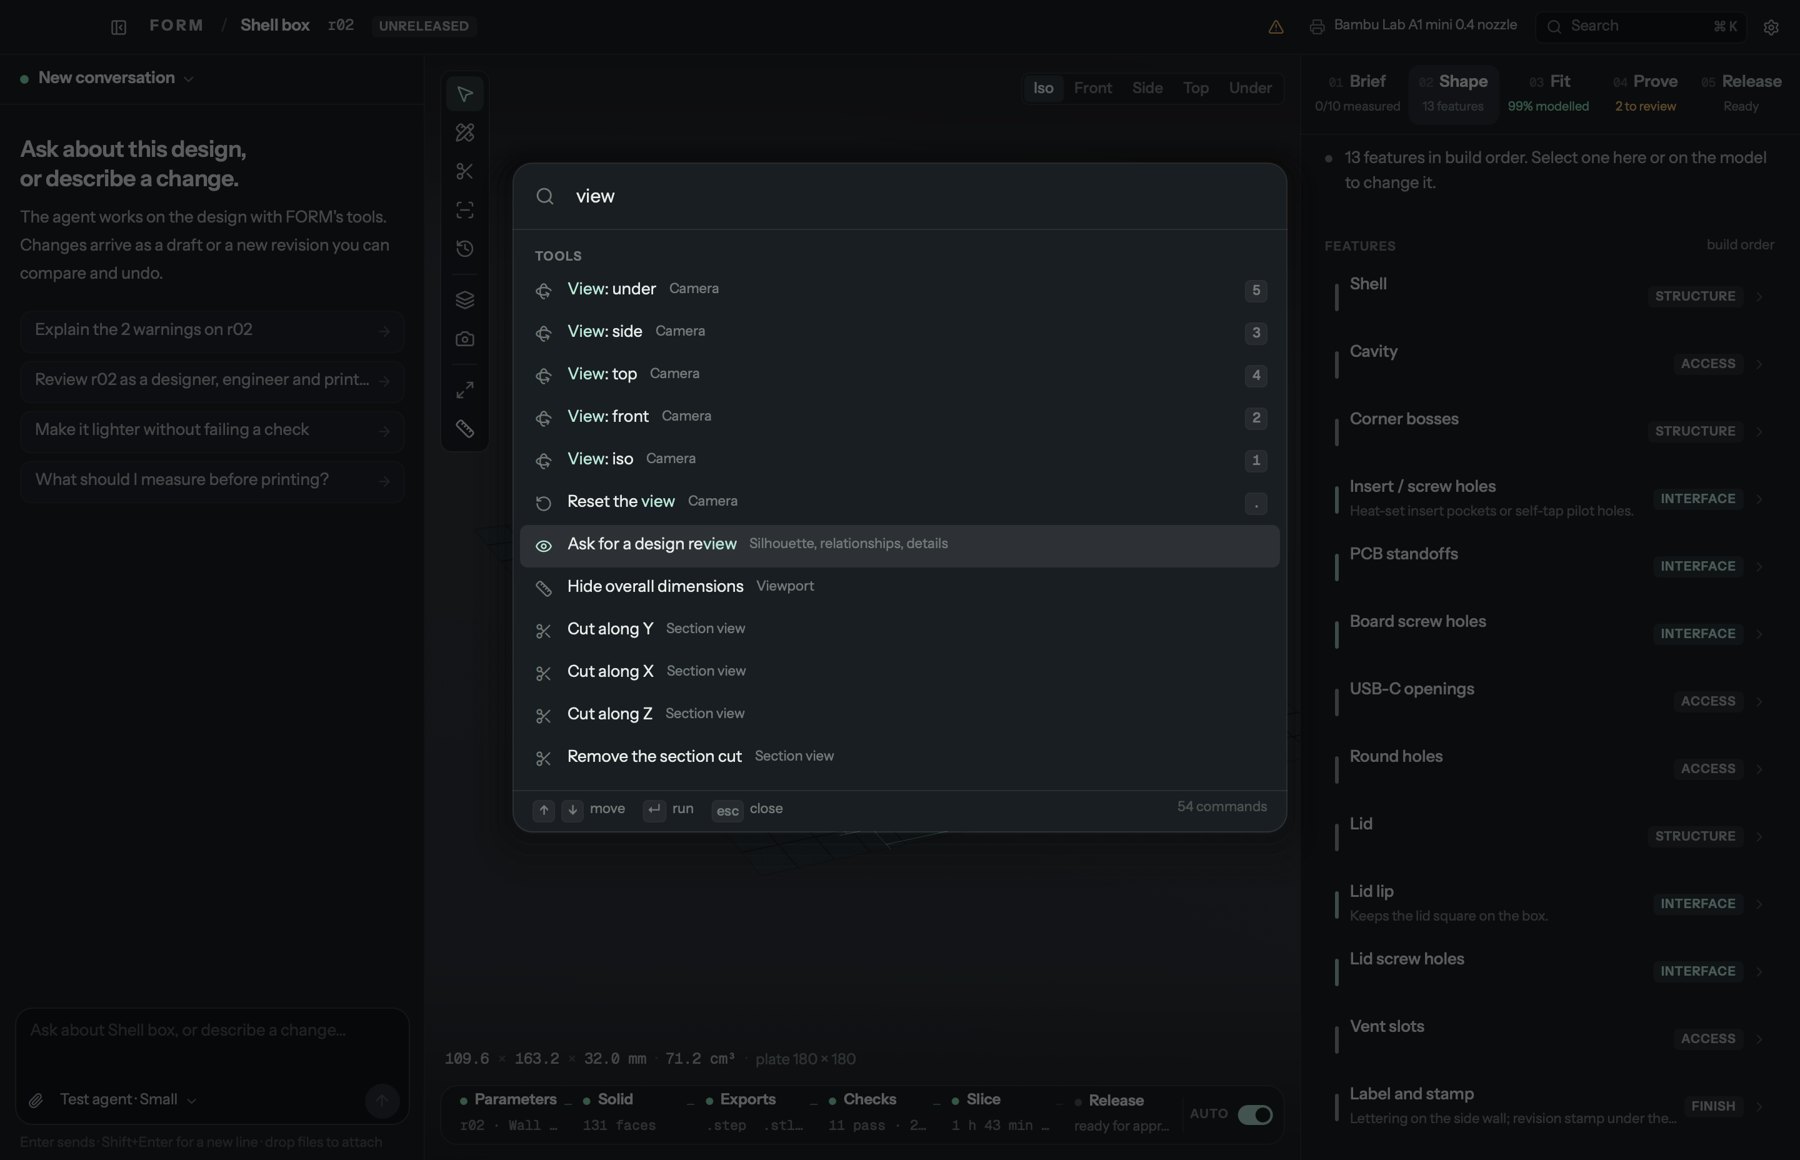 FORM / Shell box r02 UNRELEASED
Bambu Lab A1 mini 0.4 nozzle
Search ⌘ K
New conversation
Ask about this design,
or describe a change.
The agent works on the design with FORM's tools.
Changes arrive as a draft or a new revision you can
compare and undo.
Explain the 2 warnings on r02
Review r02 as a designer, engineer and print...
Make it lighter without failing a check
What should I measure before printing?
Ask about Shell box, or describe a change...
Test agent · Small
Enter sends · Shift+Enter for a new line · drop files to attach
Iso Front Side Top Under
view
TOOLS
View: under Camera 5
View: side Camera 3
View: top Camera 4
View: front Camera 2
View: iso Camera 1
Reset the view Camera .
Ask for a design review Silhouette, relationships, details
Hide overall dimensions Viewport
Cut along Y Section view
Cut along X Section view
Cut along Z Section view
Remove the section cut Section view
↑ ↓ move ↵ run esc close 54 commands
109.6 × 163.2 × 32.0 mm · 71.2 cm³ · plate 180 × 180
Parameters
r02 · Wall …
Solid
131 faces
Exports
.step .stl…
Checks
11 pass · 2…
Slice
1 h 43 min …
Release
ready for appr…
AUTO
01 Brief
0/10 measured
02 Shape
13 features
03 Fit
99% modelled
04 Prove
2 to review
05 Release
Ready
13 features in build order. Select one here or on the model
to change it.
FEATURES build order
Shell STRUCTURE
Cavity ACCESS
Corner bosses STRUCTURE
Insert / screw holes INTERFACE
Heat-set insert pockets or self-tap pilot holes.
PCB standoffs INTERFACE
Board screw holes INTERFACE
USB-C openings ACCESS
Round holes ACCESS
Lid STRUCTURE
Lid lip INTERFACE
Keeps the lid square on the box.
Lid screw holes INTERFACE
Vent slots ACCESS
Label and stamp FINISH
Lettering on the side wall; revision stamp under the...